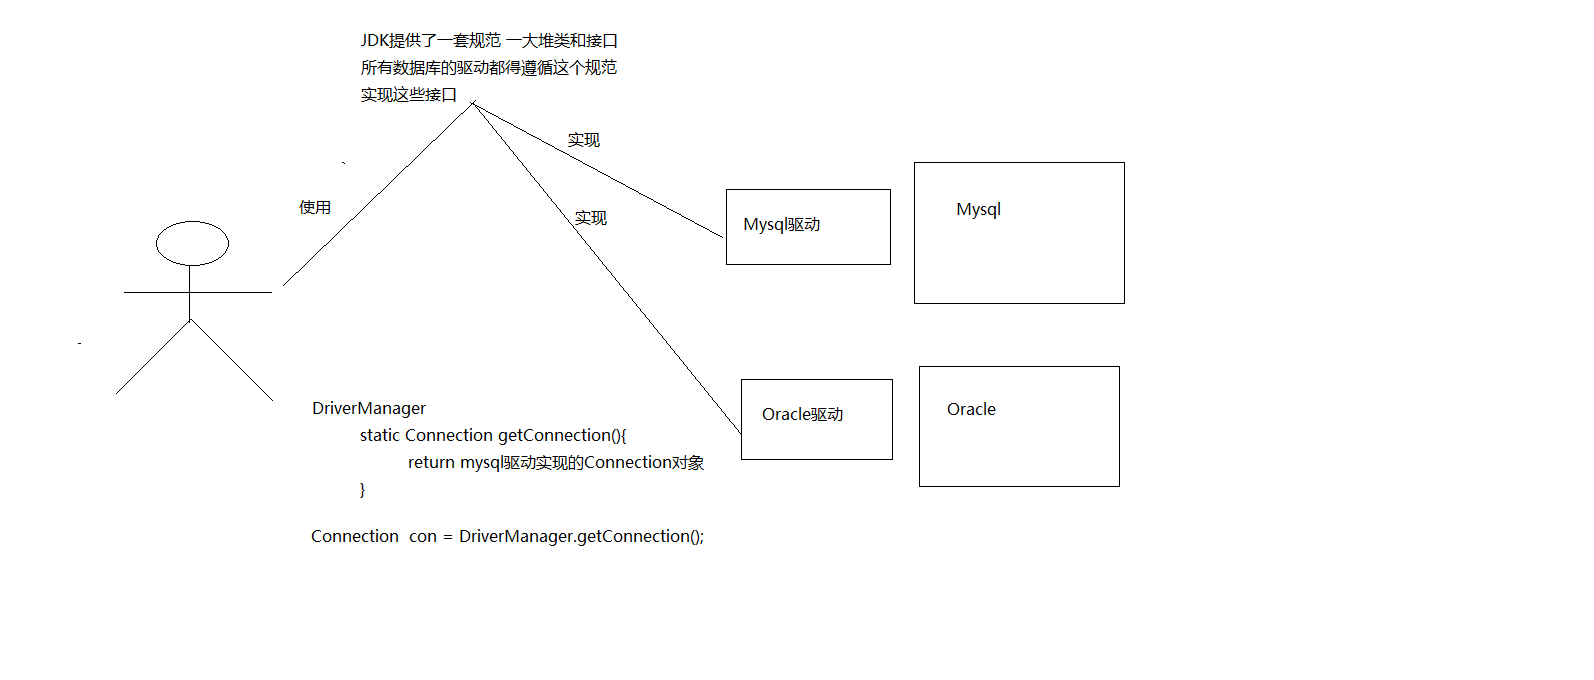 JDK提供了一套规范 一大堆类和接口
所有数据库的驱动都得遵循这个规范
实现这些接口
实现
使用
实现
Mysql驱动
Mysql
Oracle驱动
Oracle
DriverManager
static Connection getConnection(){
return mysql驱动实现的Connection对象
}
Connection  con = DriverManager.getConnection();